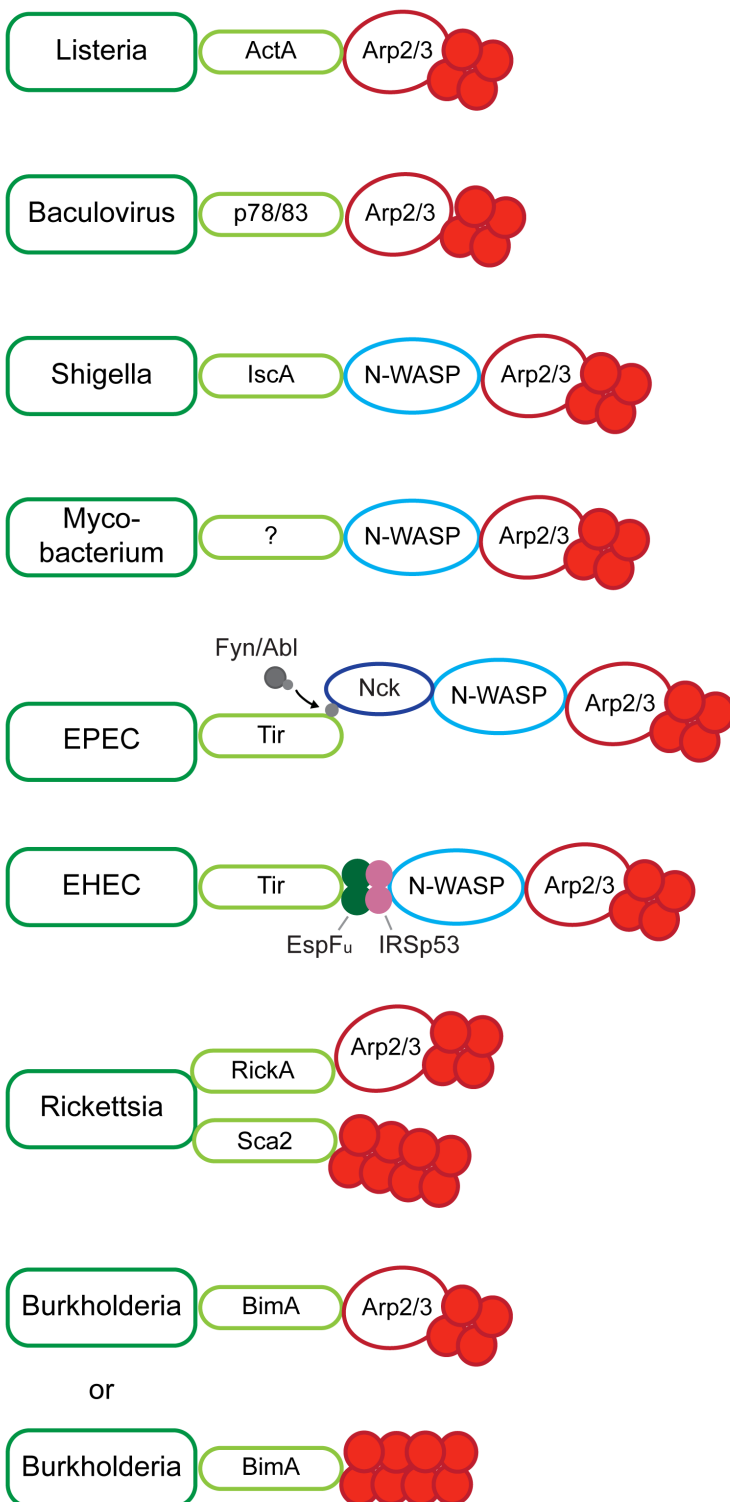 Listeria ActA Arp2/3
Baculovirus p78/83 Arp2/3
Shigella IscA N-WASP Arp2/3
Myco-
bacterium ? N-WASP Arp2/3
Fyn/Abl
Nck N-WASP Arp2/3
EPEC Tir
EHEC Tir N-WASP Arp2/3
EspFu IRSp53
Arp2/3
RickA
Rickettsia
Sca2
Burkholderia BimA Arp2/3
or
Burkholderia BimA